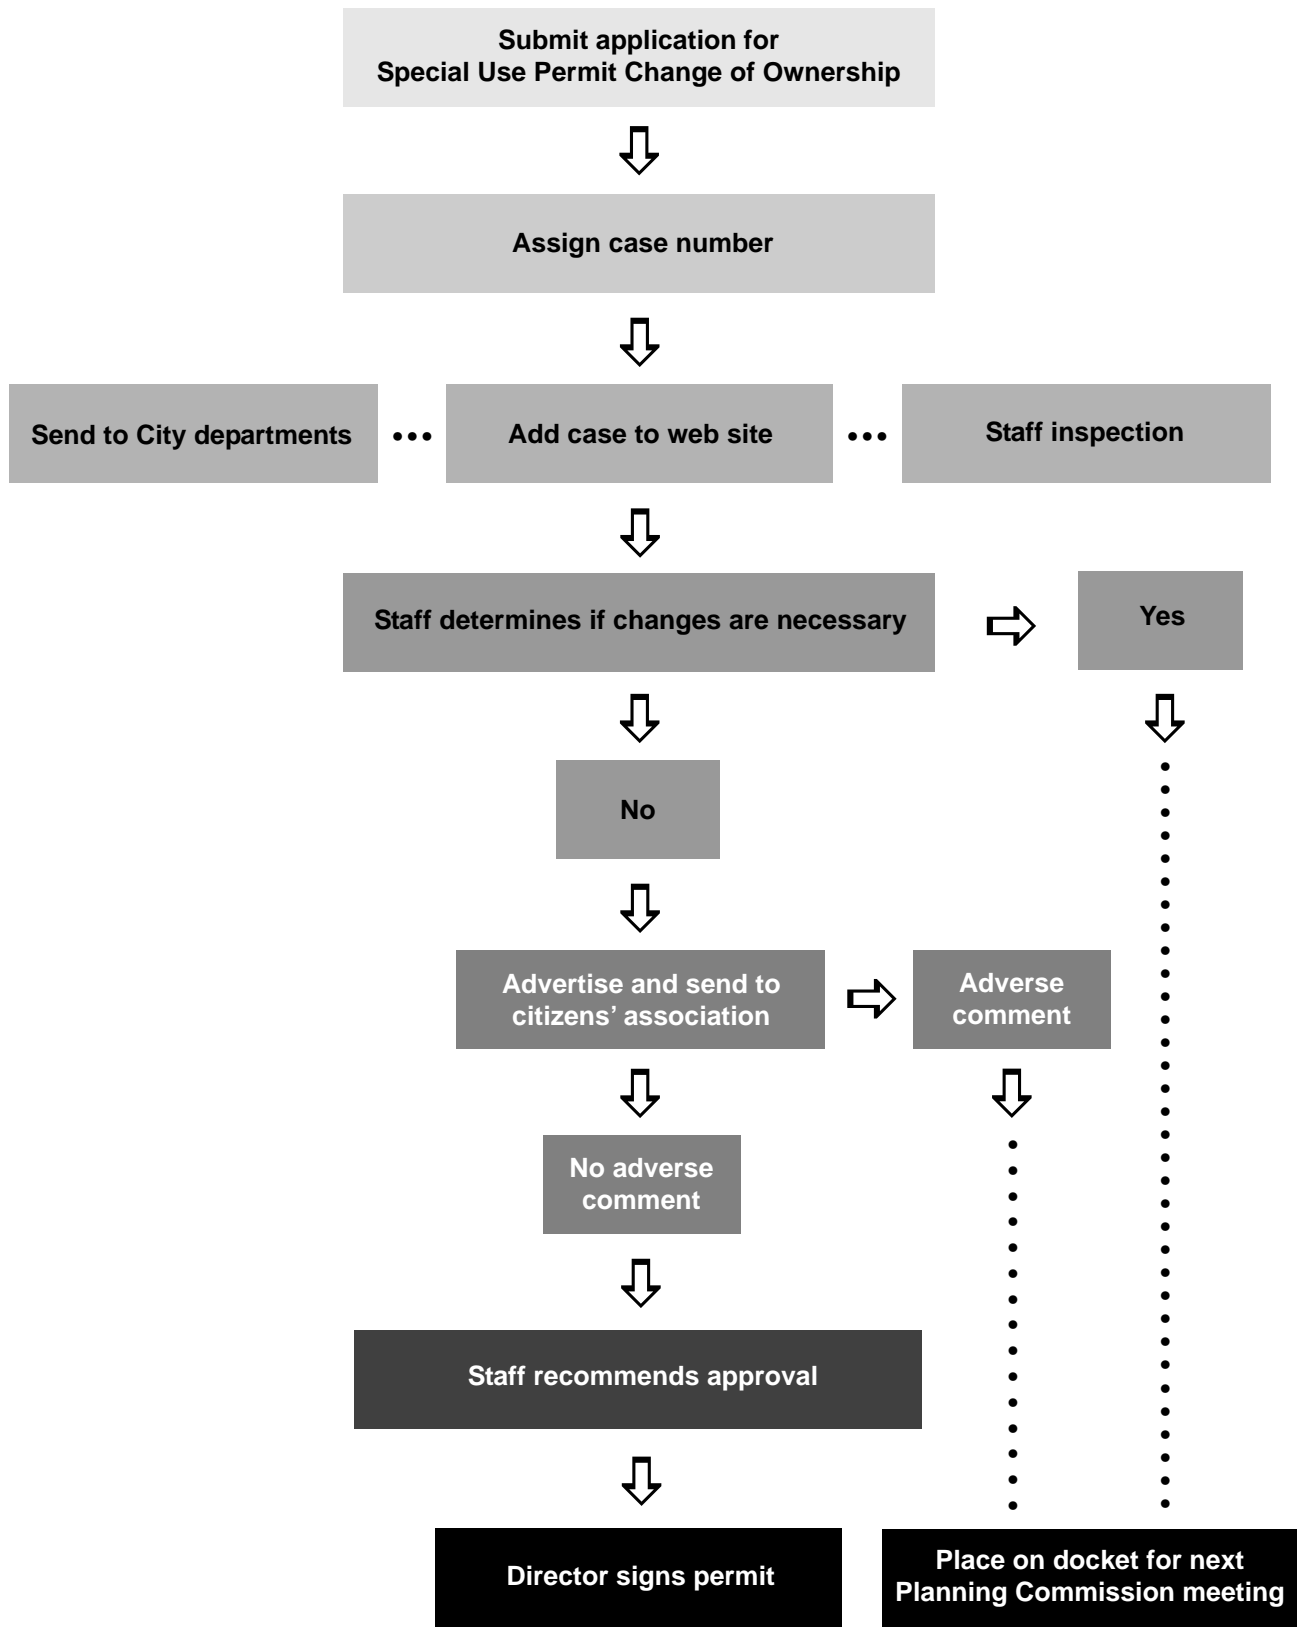 Submit application for
Special Use Permit Change of Ownership
Assign case number
Send to City departments
Add case to web site
Staff inspection
Staff determines if changes are necessary
Yes
No
Advertise and send to
citizens’ association
Adverse
comment
No adverse
comment
Staff recommends approval
Director signs permit
Place on docket for next
Planning Commission meeting